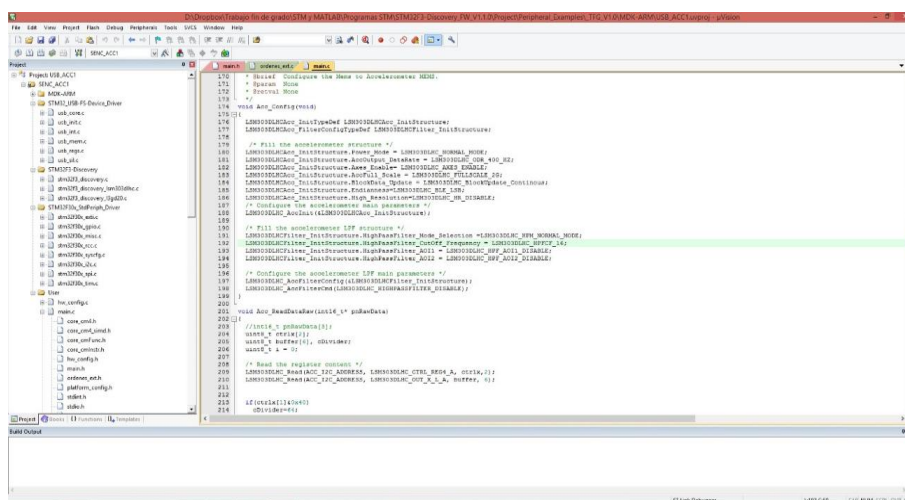 D:\Dropbox\Trabajo fin de grado\STM y MATLAB\Programas STM\STM32F3-Discovery_FW_V1.1.0\Project\Peripheral_Examples\_TFG_V1.0\MDK-ARM\USB_ACC1.uvproj - µVision
File Edit View Project Flash Debug Peripherals Tools SVCS Window Help
SENC_ACC1
Project
main.h ordenes_ext.c main.c
Project: USB_ACC1
SENC_ACC1
MDK-ARM
STM32_USB-FS-Device_Driver
usb_core.c
usb_init.c
usb_int.c
usb_mem.c
usb_regs.c
usb_sil.c
STM32F3-Discovery
stm32f3_discovery.c
stm32f3_discovery_lsm303dlhc.c
stm32f3_discovery_l3gd20.c
STM32F30x_StdPeriph_Driver
stm32f30x_exti.c
stm32f30x_gpio.c
stm32f30x_misc.c
stm32f30x_rcc.c
stm32f30x_syscfg.c
stm32f30x_i2c.c
stm32f30x_spi.c
stm32f30x_tim.c
User
hw_config.c
main.c
core_cm4.h
core_cm4_simd.h
core_cmFunc.h
core_cmInstr.h
hw_config.h
main.h
ordenes_ext.h
platform_config.h
stdint.h
stdio.h
Project Books Functions Templates
170 * @brief Configure the Mems to Accelerometer MEMS.
171 * @param None
172 * @retval None
173 */
174 void Acc_Config(void)
175 {
176 LSM303DLHCAcc_InitTypeDef LSM303DLHCAcc_InitStructure;
177 LSM303DLHCAcc_FilterConfigTypeDef LSM303DLHCFilter_InitStructure;
178
179 /* Fill the accelerometer structure */
180 LSM303DLHCAcc_InitStructure.Power_Mode = LSM303DLHC_NORMAL_MODE;
181 LSM303DLHCAcc_InitStructure.AccOutput_DataRate = LSM303DLHC_ODR_400_HZ;
182 LSM303DLHCAcc_InitStructure.Axes_Enable= LSM303DLHC_AXES_ENABLE;
183 LSM303DLHCAcc_InitStructure.AccFull_Scale = LSM303DLHC_FULLSCALE_2G;
184 LSM303DLHCAcc_InitStructure.BlockData_Update = LSM303DLHC_BlockUpdate_Continous;
185 LSM303DLHCAcc_InitStructure.Endianness=LSM303DLHC_BLE_LSB;
186 LSM303DLHCAcc_InitStructure.High_Resolution=LSM303DLHC_HR_DISABLE;
187 /* Configure the accelerometer main parameters */
188 LSM303DLHC_AccInit(&LSM303DLHCAcc_InitStructure);
189
190 /* Fill the accelerometer LPF structure */
191 LSM303DLHCFilter_InitStructure.HighPassFilter_Mode_Selection =LSM303DLHC_HPM_NORMAL_MODE;
192 LSM303DLHCFilter_InitStructure.HighPassFilter_CutOff_Frequency = LSM303DLHC_HPFCF_16;
193 LSM303DLHCFilter_InitStructure.HighPassFilter_AOI1 = LSM303DLHC_HPF_AOI1_DISABLE;
194 LSM303DLHCFilter_InitStructure.HighPassFilter_AOI2 = LSM303DLHC_HPF_AOI2_DISABLE;
195
196 /* Configure the accelerometer LPF main parameters */
197 LSM303DLHC_AccFilterConfig(&LSM303DLHCFilter_InitStructure);
198 LSM303DLHC_AccFilterCmd(LSM303DLHC_HIGHPASSFILTER_DISABLE);
199 }
200
201 void Acc_ReadDataRaw(int16_t* pnRawData)
202 {
203 //int16_t pnRawData[3];
204 uint8_t ctrlx[2];
205 uint8_t buffer[6], cDivider;
206 uint8_t i = 0;
207
208 /* Read the register content */
209 LSM303DLHC_Read(ACC_I2C_ADDRESS, LSM303DLHC_CTRL_REG4_A, ctrlx,2);
210 LSM303DLHC_Read(ACC_I2C_ADDRESS, LSM303DLHC_OUT_X_L_A, buffer, 6);
211
212
213 if(ctrlx[1]&0x40)
214 cDivider=64;
Build Output